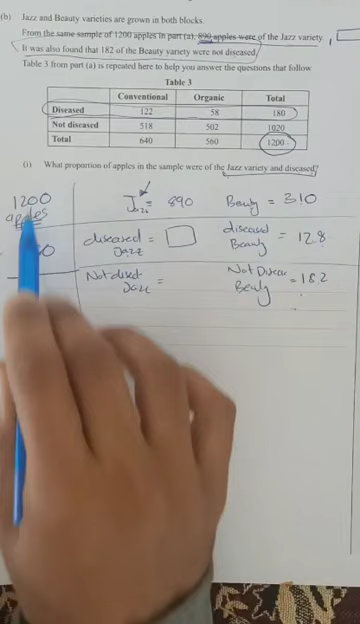 (b) Jazz and Beauty varieties are grown in both blocks.
From the same sample of 1200 apples in part (a), 890 apples were of the Jazz variety
It was also found that 182 of the Beauty variety were not diseased.
Table 3 from part (a) is repeated here to help you answer the questions that follow
Table 3
Conventional Organic Total
Diseased 122 58 180
Not diseased 518 502 1020
Total 640 560 1200
(i) What proportion of apples in the sample were of the Jazz variety and diseased?
1200 Jazz = 890 Beauty = 310
apples
diseased Jazz = diseased Beauty = 128
Not Jazz = Not Beauty = 182